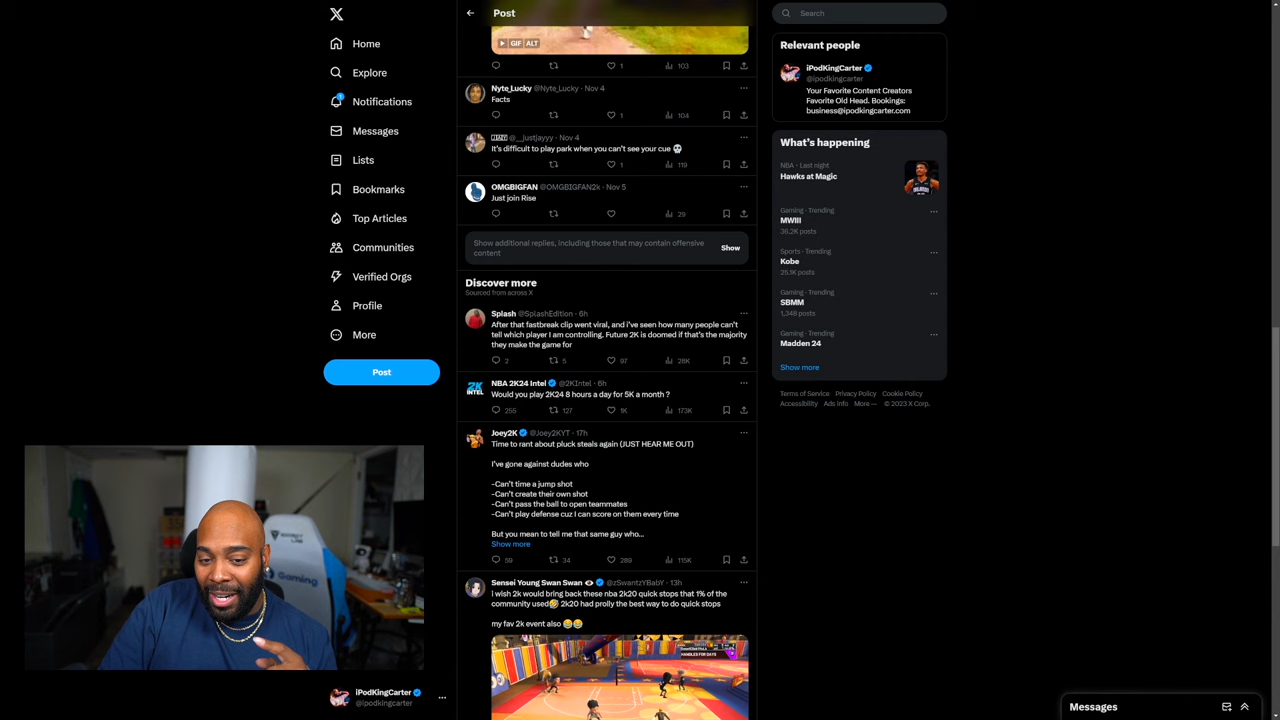 X
Home
Explore
1
Notifications
Messages
Lists
Bookmarks
Top Articles
Communities
Verified Orgs
Profile
More
Post
iPodKingCarter
@ipodkingcarter
Post
GIF ALT
1 103
Nyte_Lucky @Nyte_Lucky · Nov 4
Facts
1 104
@__justjayyy · Nov 4
It's difficult to play park when you can't see your cue 💀
1 119
OMGBIGFAN @OMGBIGFAN2k · Nov 5
Just join Rise
29
Show additional replies, including those that may contain offensive
content
Show
Discover more
Sourced from across X
Splash @SplashEdition · 6h
After that fastbreak clip went viral, and i've seen how many people can't
tell which player I am controlling. Future 2K is doomed if that's the majority
they make the game for
2 5 97 28K
2K INTEL
NBA 2K24 Intel @2KIntel · 6h
Would you play 2K24 8 hours a day for 5K a month ?
255 127 1K 173K
Joey2K @Joey2KYT · 17h
Time to rant about pluck steals again (JUST HEAR ME OUT)
I've gone against dudes who
-Can't time a jump shot
-Can't create their own shot
-Can't pass the ball to open teammates
-Can't play defense cuz I can score on them every time
But you mean to tell me that same guy who...
Show more
59 34 289 115K
Sensei Young Swan Swan 👁 @zSwantzYBabY · 13h
i wish 2k would bring back these nba 2k20 quick stops that 1% of the
community used🤣 2k20 had prolly the best way to do quick stops
my fav 2k event also 😂😂
HANDLES FOR DAYS
Search
Relevant people
iPodKingCarter
@ipodkingcarter
Your Favorite Content Creators
Favorite Old Head. Bookings:
business@ipodkingcarter.com
What's happening
NBA · Last night
Hawks at Magic
Gaming · Trending
MWIII
36.2K posts
Sports · Trending
Kobe
25.1K posts
Gaming · Trending
SBMM
1,348 posts
Gaming · Trending
Madden 24
Show more
Terms of Service Privacy Policy Cookie Policy
Accessibility Ads info More ··· © 2023 X Corp.
Messages
Gaming